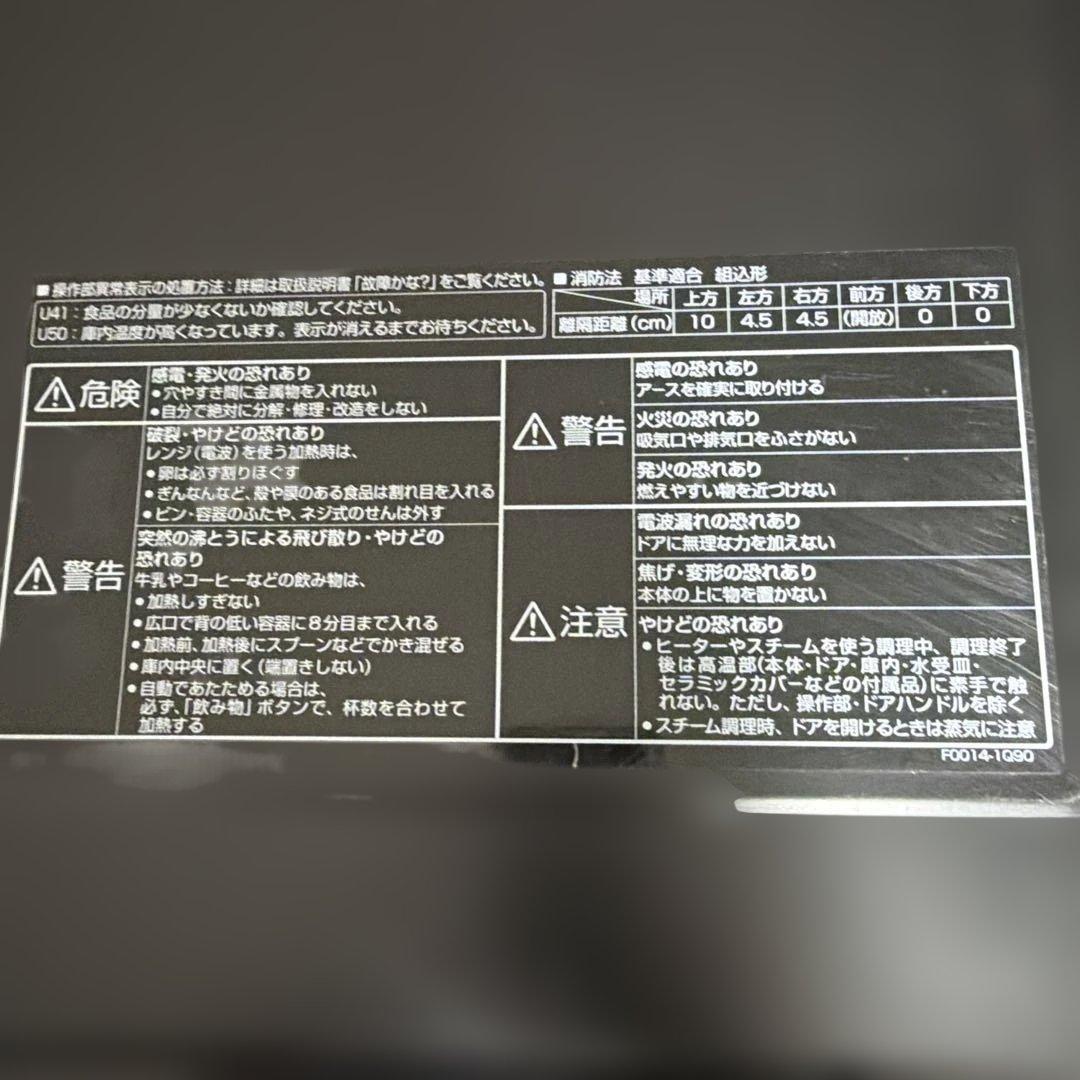 ■操作部異常表示の処置方法：詳細は取扱説明書「故障かな？」をご覧ください。
U41：食品の分量が少なくないか確認してください。
U50：庫内温度が高くなっています。表示が消えるまでお待ちください。
■消防法 基準適合 組込形
場所 上方 左方 右方 前方 後方 下方
離隔距離(cm) 10 4.5 4.5 (開放) 0 0
⚠危険
感電・発火の恐れあり
●穴やすき間に金属物を入れない
●自分で絶対に分解・修理・改造をしない
⚠警告
破裂・やけどの恐れあり
レンジ(電波)を使う加熱時は、
●卵は必ず割りほぐす
●ぎんなんなど、殻や膜のある食品は割れ目を入れる
●ビン・容器のふたや、ネジ式のせんは外す
突然の沸とうによる飛び散り・やけどの
恐れあり
牛乳やコーヒーなどの飲み物は、
●加熱しすぎない
●広口で背の低い容器に8分目まで入れる
●加熱前、加熱後にスプーンなどでかき混ぜる
●庫内中央に置く(端置きしない)
●自動であたためる場合は、
必ず、「飲み物」ボタンで、杯数を合わせて
加熱する
⚠警告
感電の恐れあり
アースを確実に取り付ける
火災の恐れあり
吸気口や排気口をふさがない
発火の恐れあり
燃えやすい物を近づけない
⚠注意
電波漏れの恐れあり
ドアに無理な力を加えない
焦げ・変形の恐れあり
本体の上に物を置かない
やけどの恐れあり
●ヒーターやスチームを使う調理中、調理終了
後は高温部(本体・ドア・庫内・水受皿・
セラミックカバーなどの付属品)に素手で触
れない。ただし、操作部・ドアハンドルを除く
●スチーム調理時、ドアを開けるときは蒸気に注意
F0014-1Q90